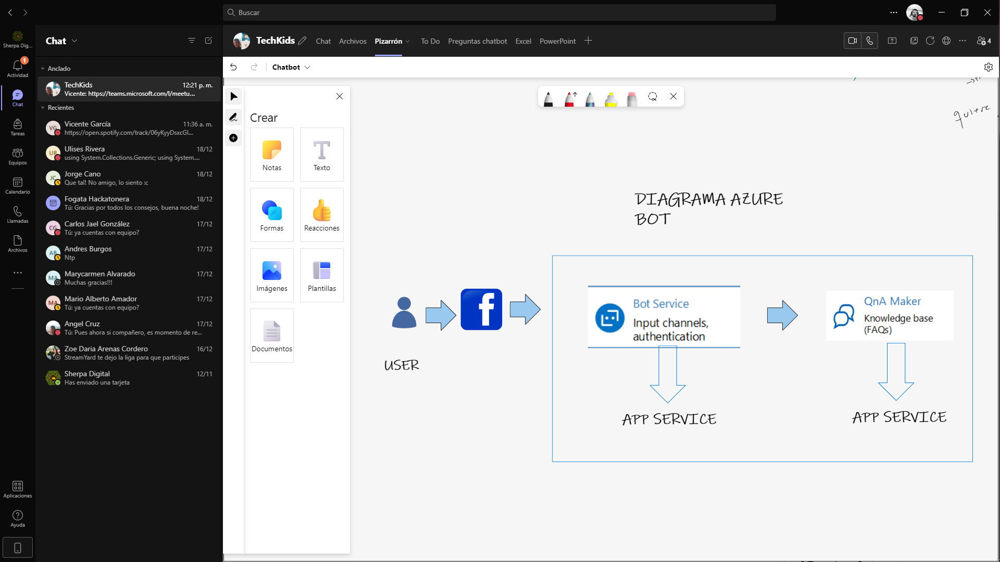 Buscar
Sherpa Dig...
1
Actividad
Chat
Tareas
Equipos
Calendario
Llamadas
Archivos
Aplicaciones
Ayuda
Chat
Anclado
TechKids 12:21 p. m.
Vicente: https://teams.microsoft.com/l/meetu...
Recientes
VG
Vicente García 11:36 a. m.
https://open.spotify.com/track/06yKyyDsxcGl...
UR
Ulises Rivera 18/12
using System.Collections.Generic; using System....
JC
Jorge Cano 18/12
Que tal! No amigo, lo siento :c
Fogata Hackatonera 18/12
Tú: Gracias por todos los consejos, buena noche!
CG
Carlos Jael González 17/12
Tú: ya cuentas con equipo?
AB
Andres Burgos 17/12
Ntp
MA
Marycarmen Alvarado 17/12
Muchas gracias!!!
MA
Mario Alberto Amador 17/12
Tú: ya cuentas con equipo?
Angel Cruz 17/12
Tú: Pues ahora si compañero, es momento de re...
Zoe Daria Arenas Cordero 16/12
StreamYard te dejo la liga para que participes
Sherpa Digital 12/11
Has enviado una tarjeta
V
TechKids Chat Archivos Pizarrón To Do Preguntas chatbot Excel PowerPoint 4
Chatbot
Crear
Notas Texto
Formas Reacciones
Imágenes Plantillas
Documentos
quiere
DIAGRAMA AZURE
BOT
USER
f
Bot Service
Input channels,
authentication
QnA Maker
Knowledge base
(FAQs)
APP SERVICE
APP SERVICE